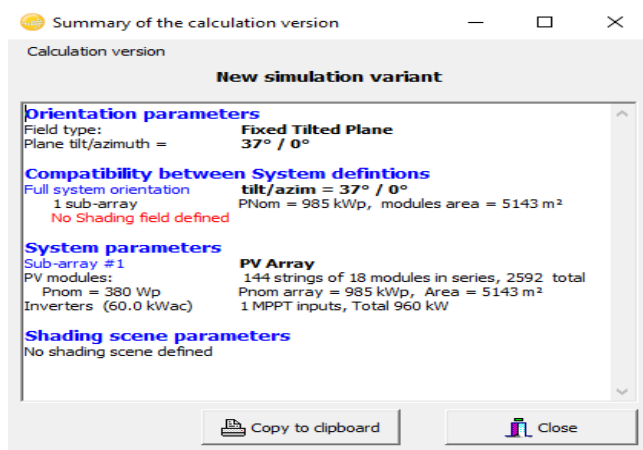 Summary of the calculation version
Calculation version
New simulation variant
Orientation parameters
Field type: Fixed Tilted Plane
Plane tilt/azimuth = 37° / 0°
Compatibility between System defintions
Full system orientation tilt/azim = 37° / 0°
1 sub-array PNom = 985 kWp, modules area = 5143 m²
No Shading field defined
System parameters
Sub-array #1 PV Array
PV modules: 144 strings of 18 modules in series, 2592 total
Pnom = 380 Wp Pnom array = 985 kWp, Area = 5143 m²
Inverters (60.0 kWac) 1 MPPT inputs, Total 960 kW
Shading scene parameters
No shading scene defined
Copy to clipboard Close